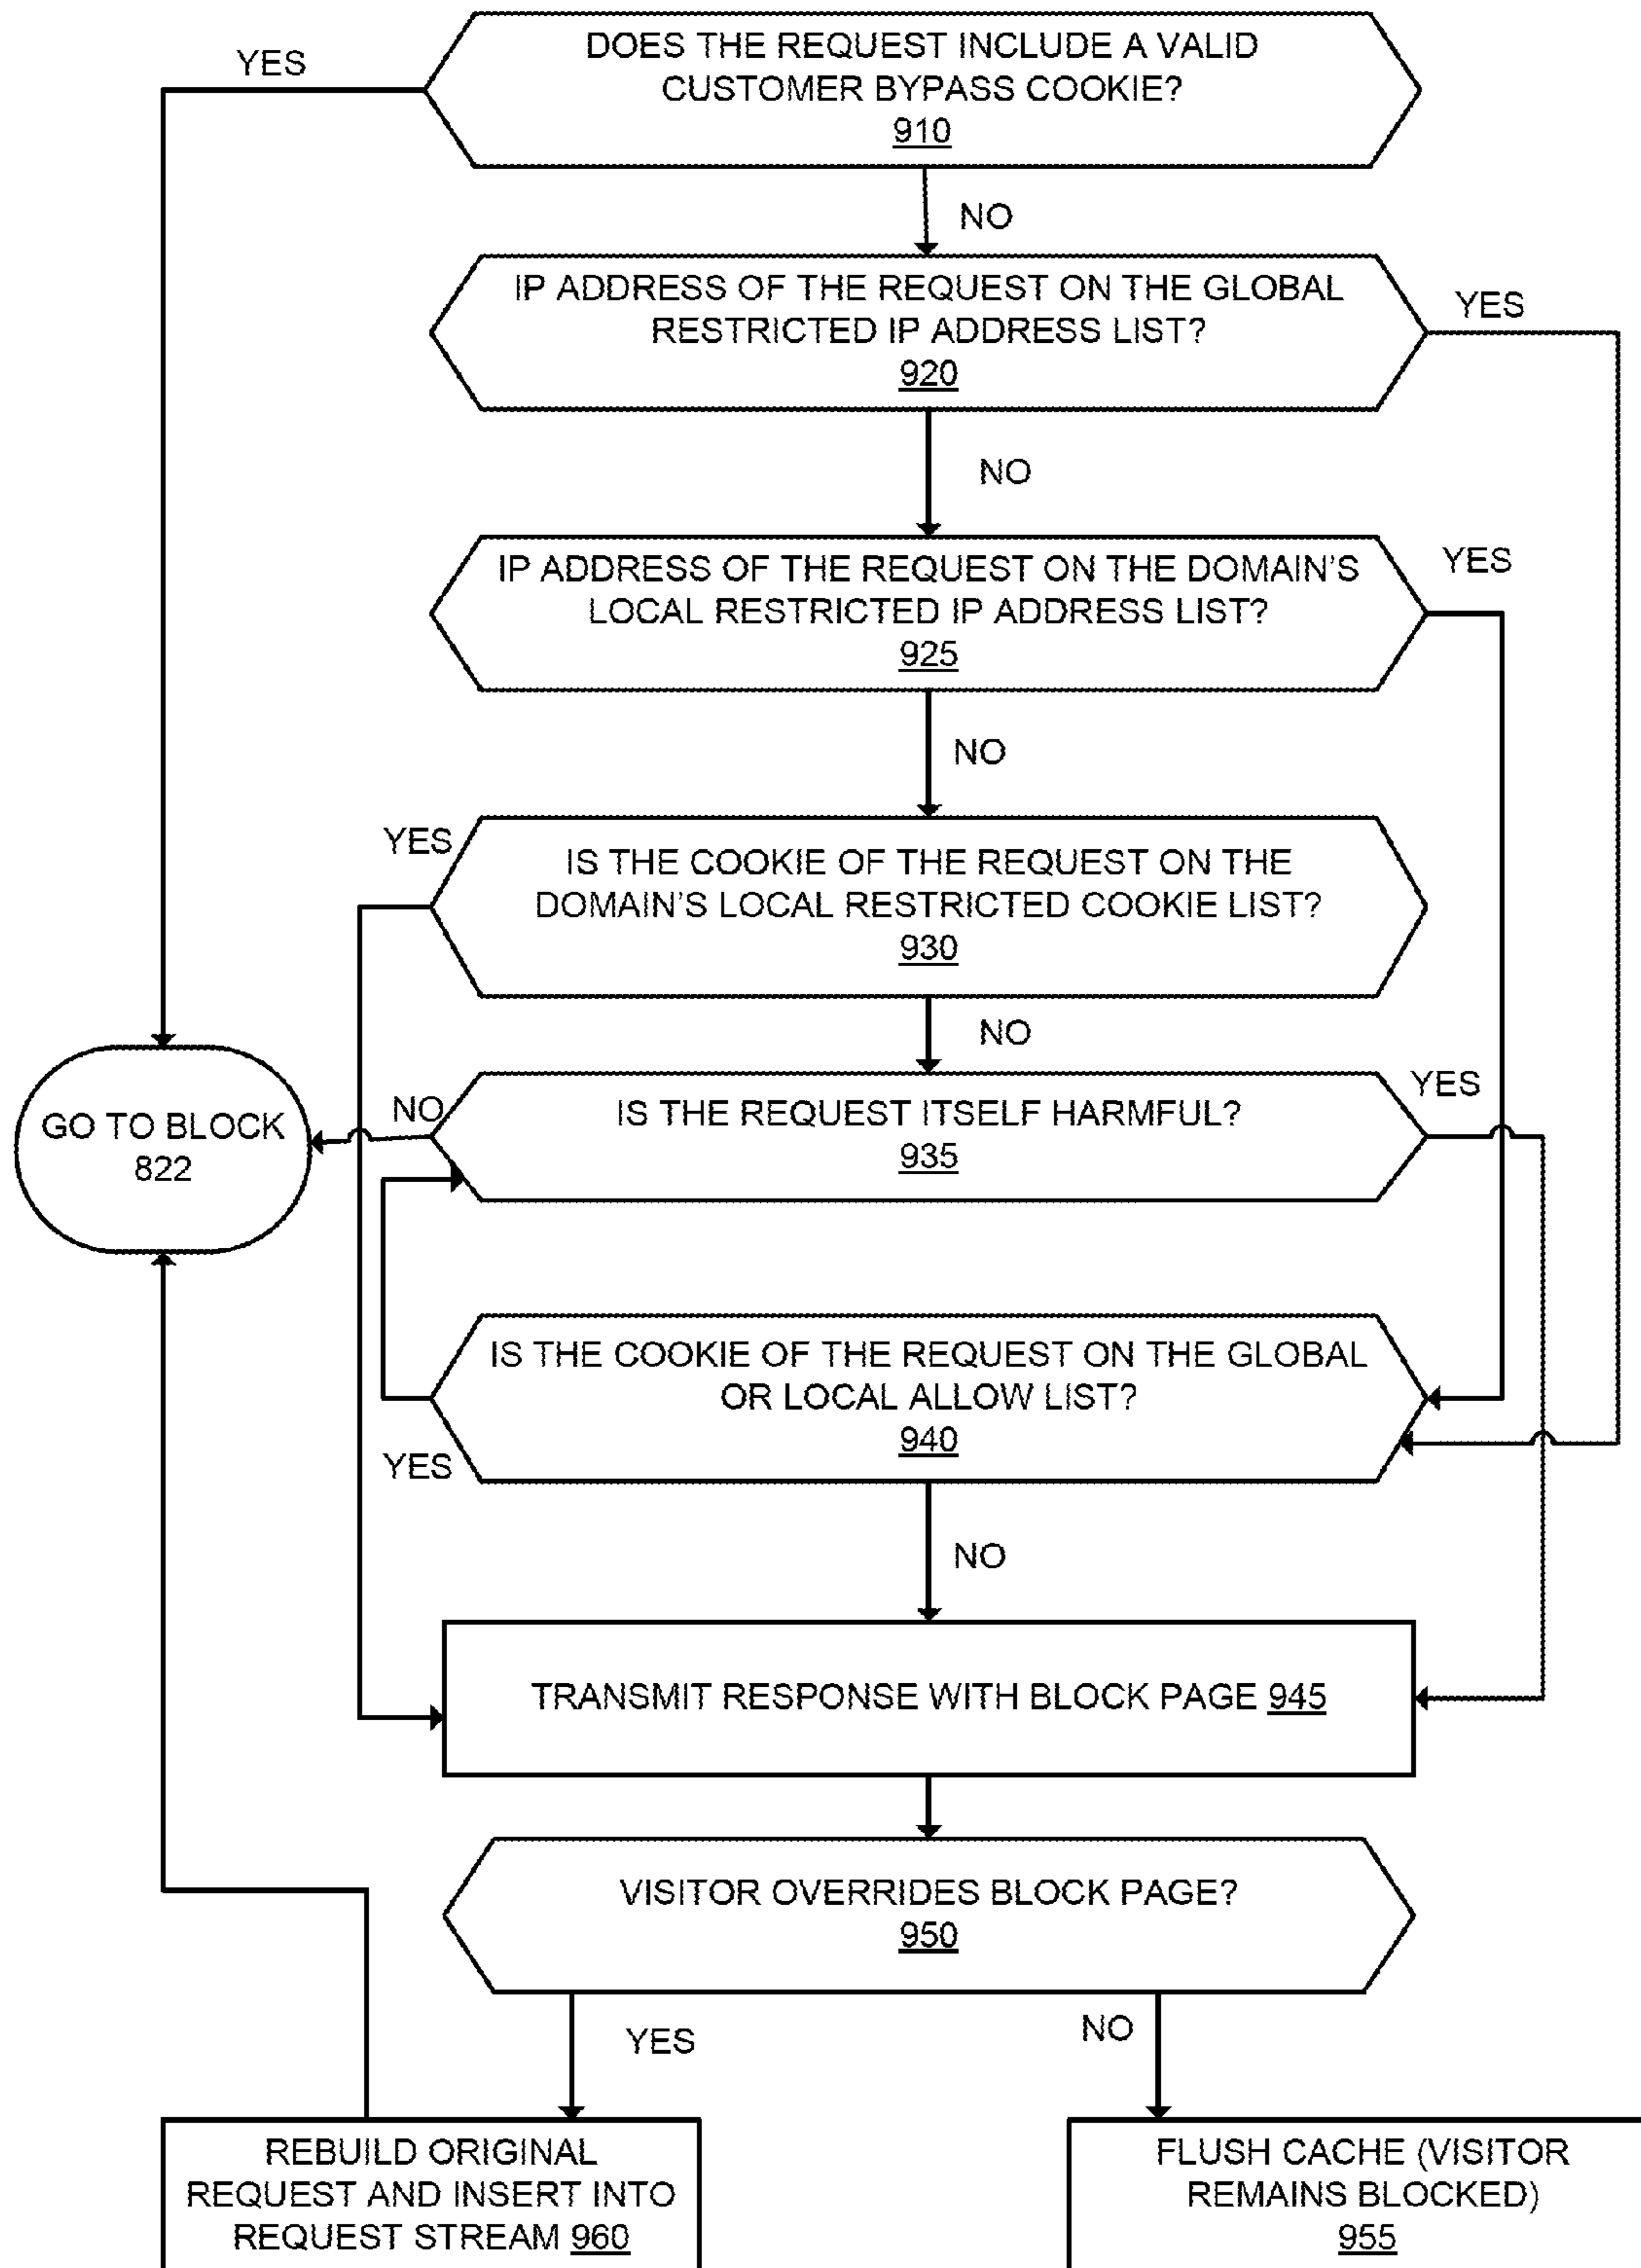 DOES THE REQUEST INCLUDE A VALID
CUSTOMER BYPASS COOKIE?
910
YES
NO
IP ADDRESS OF THE REQUEST ON THE GLOBAL
RESTRICTED IP ADDRESS LIST?
920
YES
NO
IP ADDRESS OF THE REQUEST ON THE DOMAIN'S
LOCAL RESTRICTED IP ADDRESS LIST?
925
YES
NO
YES
IS THE COOKIE OF THE REQUEST ON THE
DOMAIN'S LOCAL RESTRICTED COOKIE LIST?
930
NO
GO TO BLOCK
822
NO
IS THE REQUEST ITSELF HARMFUL?
935
YES
IS THE COOKIE OF THE REQUEST ON THE GLOBAL
OR LOCAL ALLOW LIST?
940
YES
NO
TRANSMIT RESPONSE WITH BLOCK PAGE 945
VISITOR OVERRIDES BLOCK PAGE?
950
YES
NO
REBUILD ORIGINAL
REQUEST AND INSERT INTO
REQUEST STREAM 960
FLUSH CACHE (VISITOR
REMAINS BLOCKED)
955